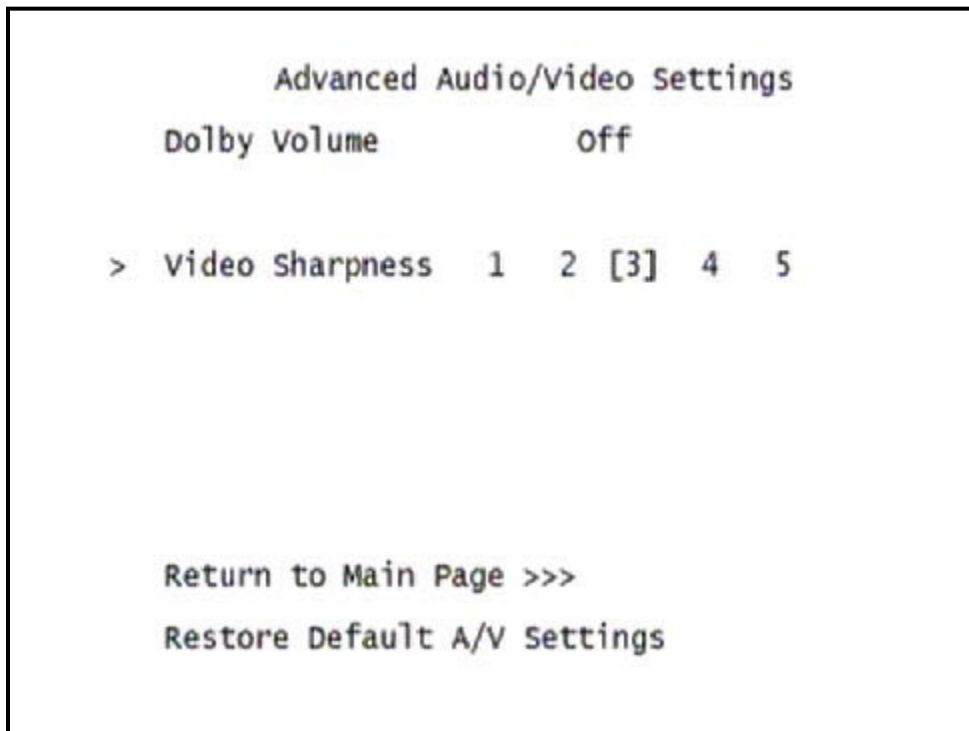 Advanced Audio/Video Settings
Dolby Volume Off
> Video Sharpness 1 2 [3] 4 5
Return to Main Page >>>
Restore Default A/V Settings